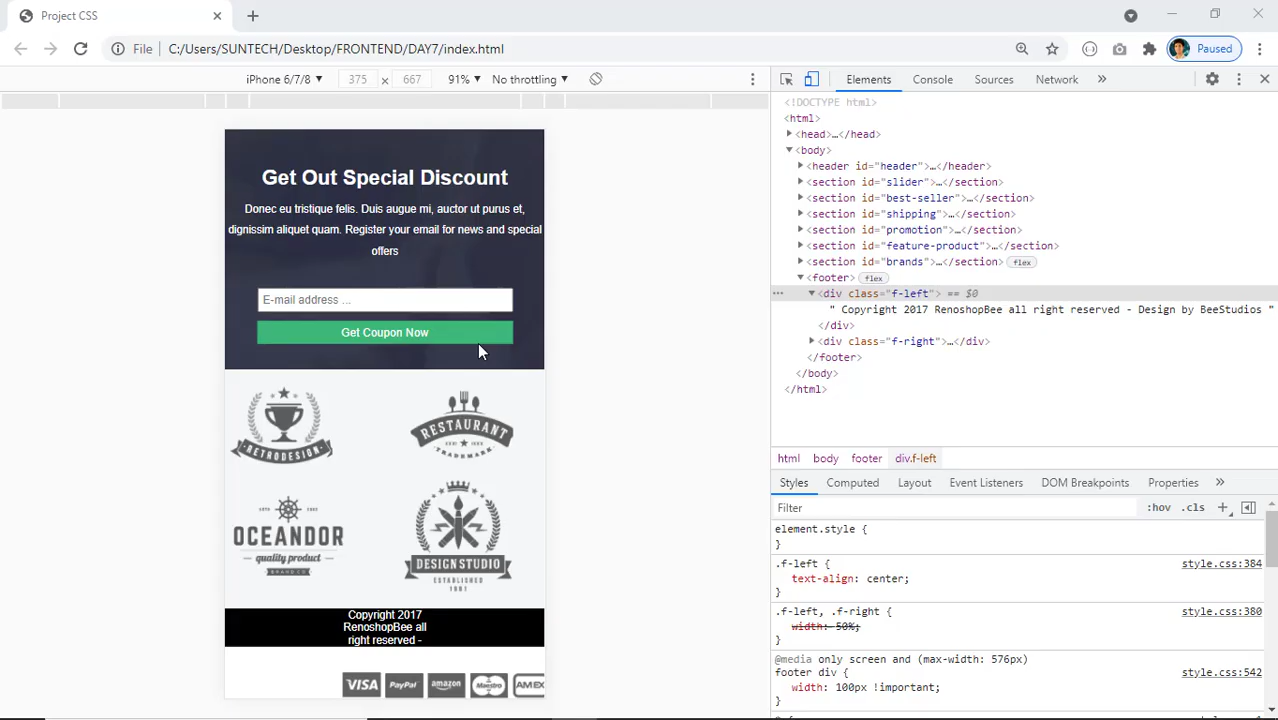 Project CSS
File C:/Users/SUNTECH/Desktop/FRONTEND/DAY7/index.html Paused
iPhone 6/7/8 ▼ 375 × 667 91% ▼ No throttling ▼
Elements Console Sources Network »
<!DOCTYPE html>
<html>
<head>…</head>
<body>
<header id="header">…</header>
<section id="slider">…</section>
<section id="best-seller">…</section>
<section id="shipping">…</section>
<section id="promotion">…</section>
<section id="feature-product">…</section>
<section id="brands">…</section> flex
<footer> flex
<div class="f-left"> == $0
" Copyright 2017 RenoshopBee all right reserved - Design by BeeStudios "
</div>
<div class="f-right">…</div>
</footer>
</body>
</html>
html body footer div.f-left
Styles Computed Layout Event Listeners DOM Breakpoints Properties »
Filter :hov .cls +
element.style {
}
.f-left { style.css:384
text-align: center;
}
.f-left, .f-right { style.css:380
width: 50%;
}
@media only screen and (max-width: 576px)
footer div { style.css:542
width: 100px !important;
}
Get Out Special Discount
Donec eu tristique felis. Duis augue mi, auctor ut purus et,
dignissim aliquet quam. Register your email for news and special
offers
E-mail address ...
Get Coupon Now
RETRODESIGN
RESTAURANT
TRADEMARK
OCEANDOR
quality product
BRAND CO
DESIGN STUDIO
ESTABLISHED
1981
Copyright 2017
RenoshopBee all
right reserved -
VISA PayPal amazon Maestro AMEX